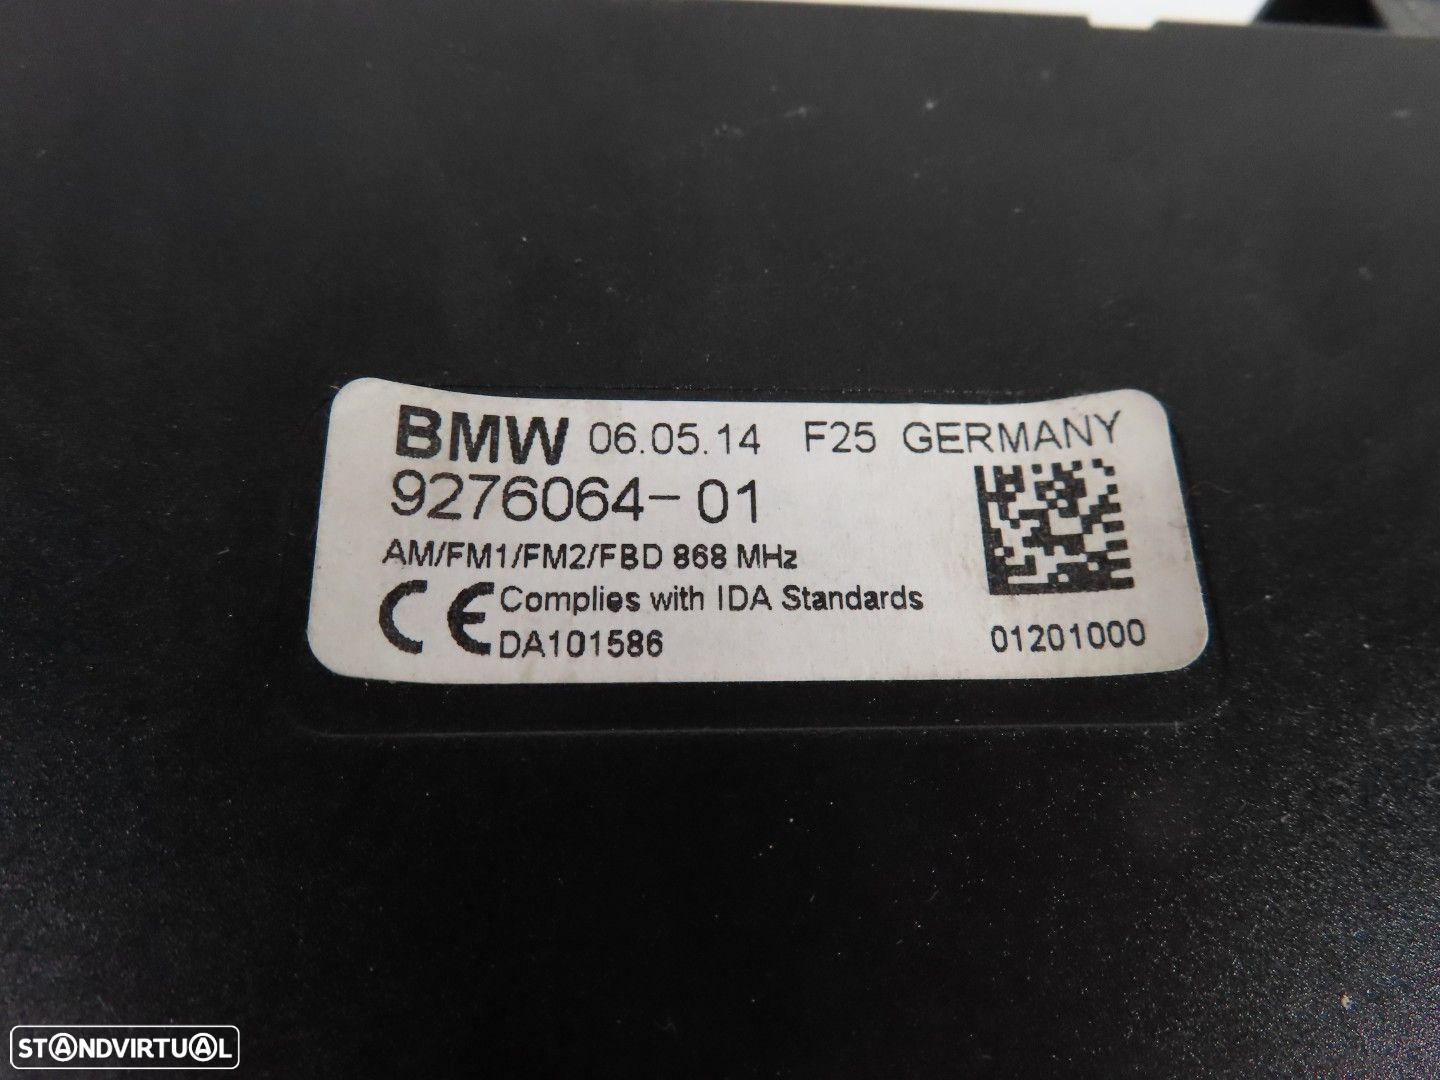 BMW 06.05.14 F25 GERMANY
9276064-01
AM/FM1/FM2/FBD 868 MHz
CE Complies with IDA Standards
DA101586
01201000
STANDVIRTUAL